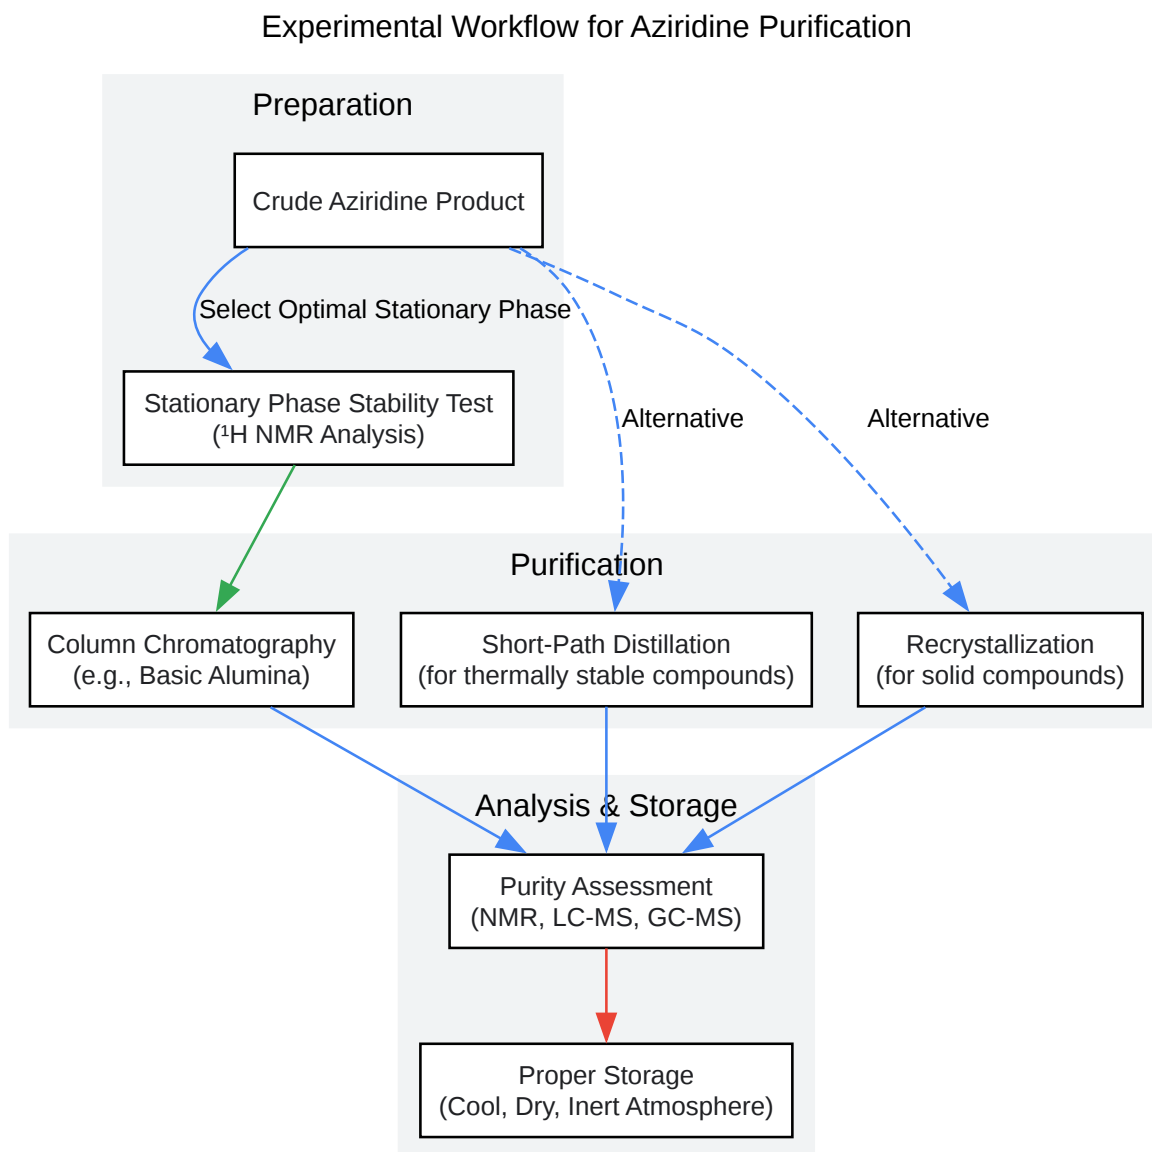 Experimental Workflow for Aziridine Purification
Preparation
Crude Aziridine Product
Select Optimal Stationary Phase
Stationary Phase Stability Test
(¹H NMR Analysis)
Alternative
Alternative
Purification
Column Chromatography
(e.g., Basic Alumina)
Short-Path Distillation
(for thermally stable compounds)
Recrystallization
(for solid compounds)
Analysis & Storage
Purity Assessment
(NMR, LC-MS, GC-MS)
Proper Storage
(Cool, Dry, Inert Atmosphere)